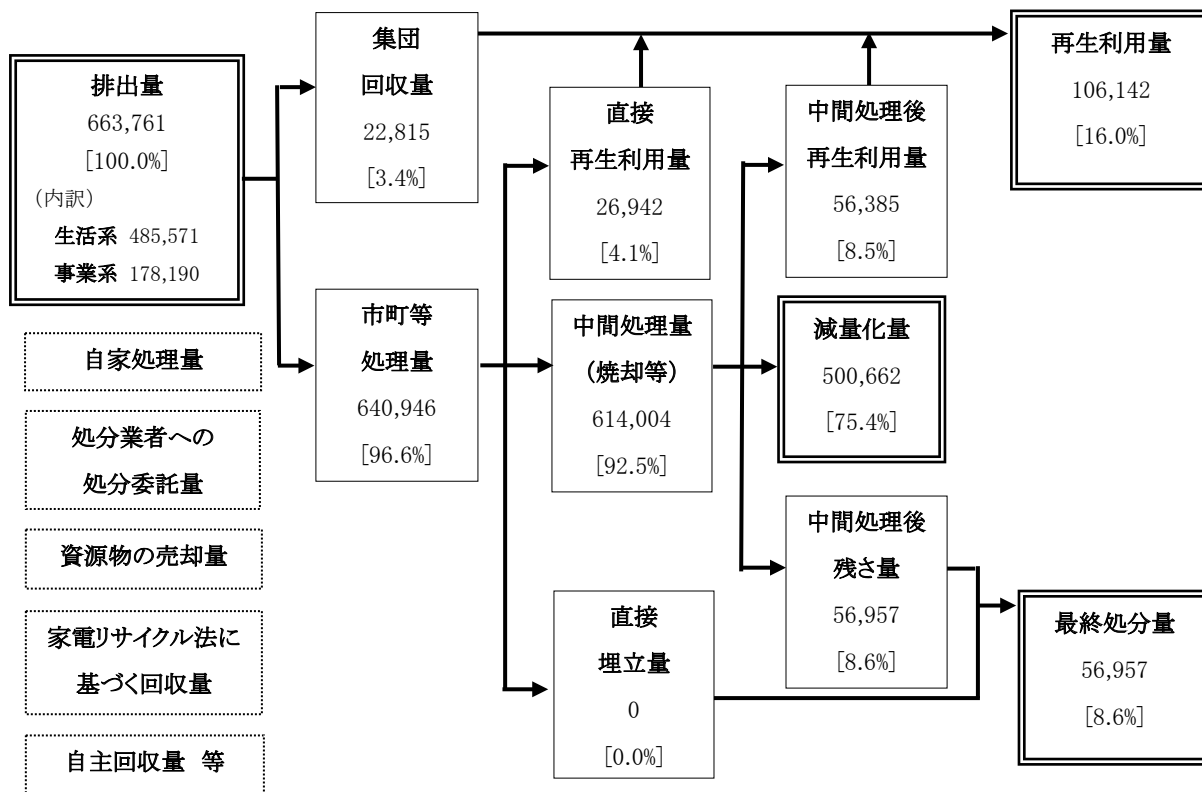 排出量
663,761
[100.0%]
（内訳）
生活系 485,571
事業系 178,190
自家処理量
処分業者への
処分委託量
資源物の売却量
家電リサイクル法に
基づく回収量
自主回収量　等
集団
回収量
22,815
[3.4%]
市町等
処理量
640,946
[96.6%]
直接
再生利用量
26,942
[4.1%]
中間処理量
（焼却等）
614,004
[92.5%]
直接
埋立量
0
[0.0%]
中間処理後
再生利用量
56,385
[8.5%]
減量化量
500,662
[75.4%]
中間処理後
残さ量
56,957
[8.6%]
再生利用量
106,142
[16.0%]
最終処分量
56,957
[8.6%]